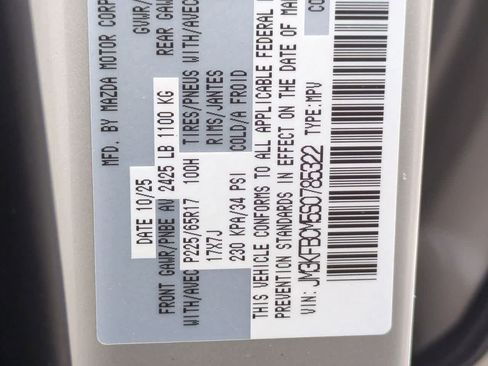 MFD. BY MAZDA MOTOR CORP
DATE 10/25 GVWR/
FRONT GAWR/PNBE AV 2425 LB 1100 KG REAR GAW
WITH/AVEC P225/65R17 100H TIRES/PNEUS WITH/AVEC
17X7J RIMS/JANTES
230 KPA/34 PSI COLD/A FROID
THIS VEHICLE CONFORMS TO ALL APPLICABLE FEDERAL
PREVENTION STANDARDS IN EFFECT ON THE DATE OF MA
VIN: JM3KFBCM5S0785322 TYPE: MPV CO